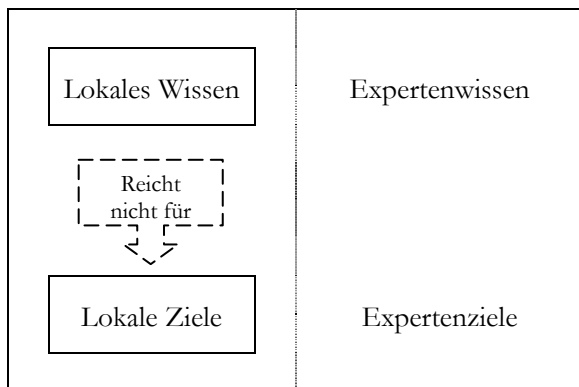 Lokales Wissen
Expertenwissen
Reicht
nicht für
Lokale Ziele
Expertenziele